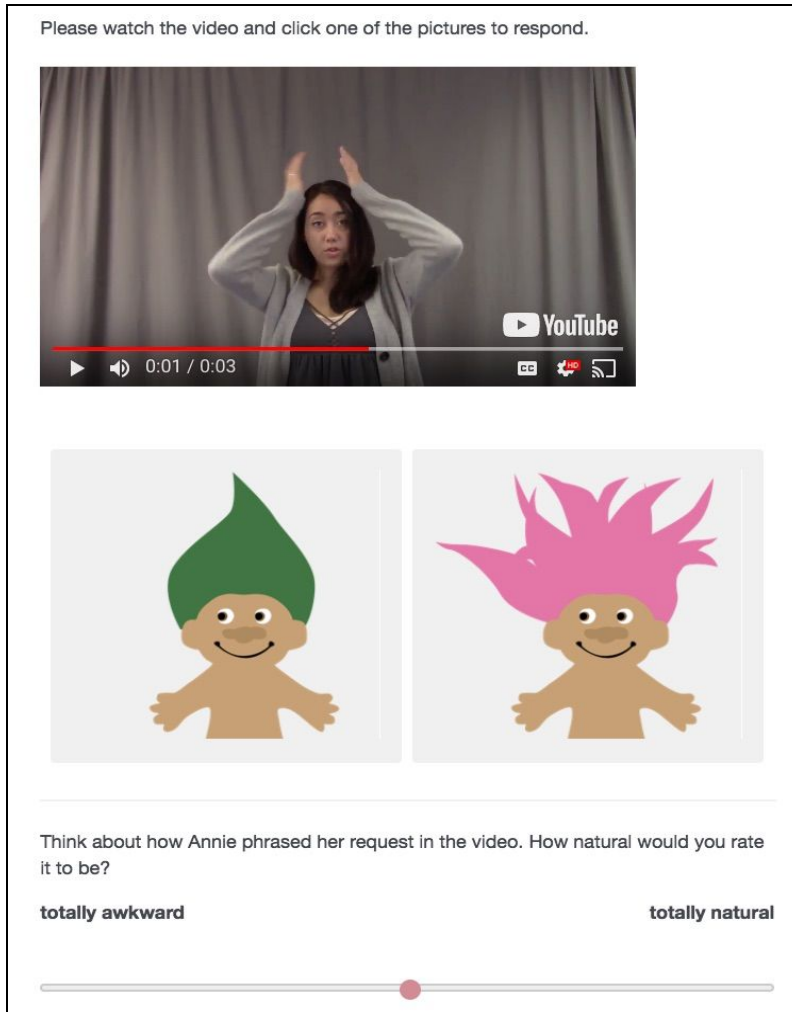 Please watch the video and click one of the pictures to respond.
YouTube
0:01 / 0:03
CC
HD
Think about how Annie phrased her request in the video. How natural would you rate
it to be?
totally awkward
totally natural